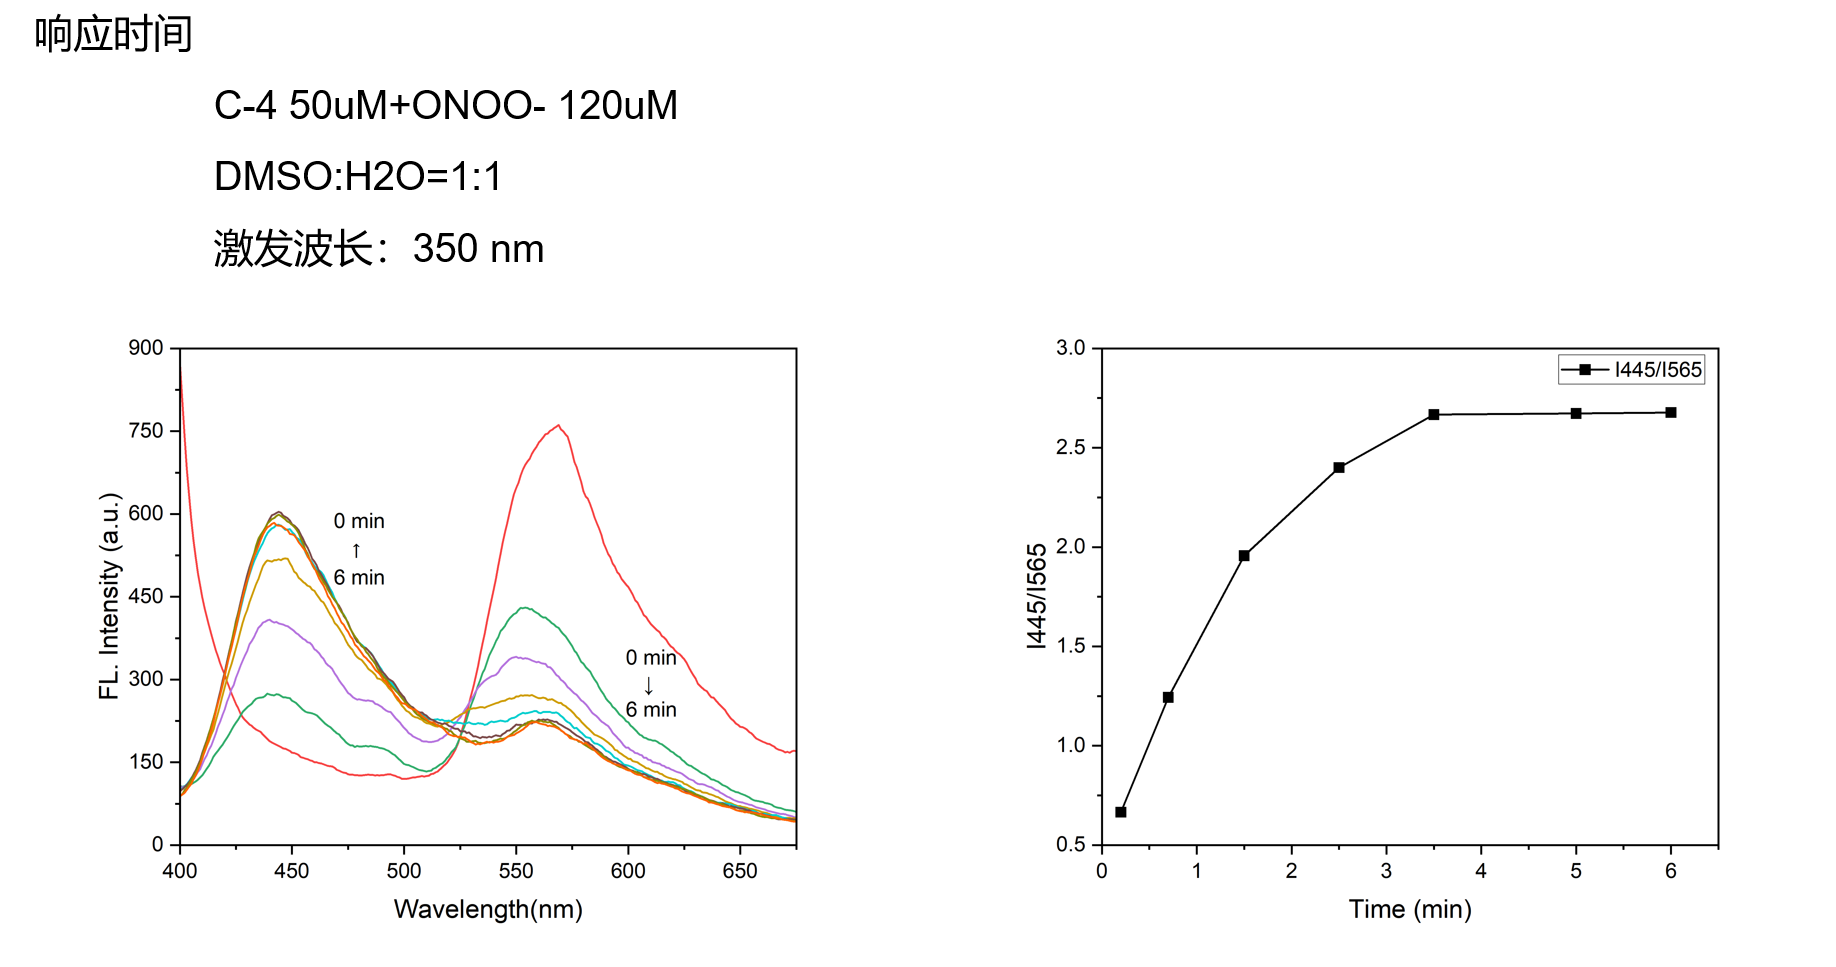 响应时间
C-4 50uM+ONOO- 120uM
DMSO:H2O=1:1
激发波长：350 nm
900
750
600
450
300
150
0
400
450
500
550
600
650
FL. Intensity (a.u.)
Wavelength(nm)
0 min
↑
6 min
0 min
↓
6 min
3.0
2.5
2.0
1.5
1.0
0.5
0
1
2
3
4
5
6
I445/I565
Time (min)
I445/I565